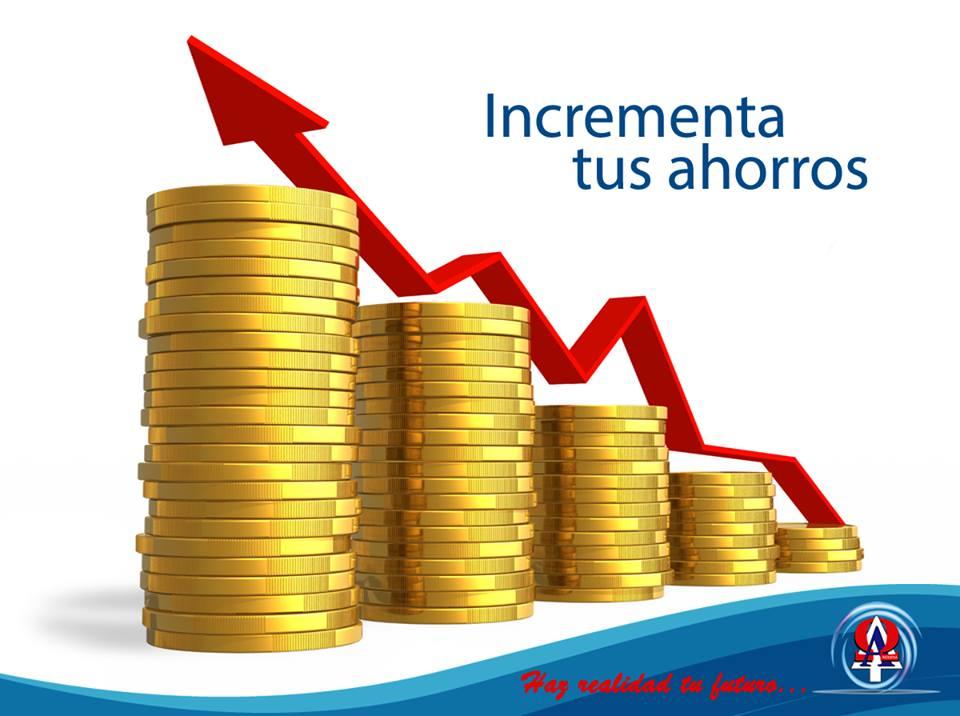 Incrementa
tus ahorros
Haz realidad tu futuro...